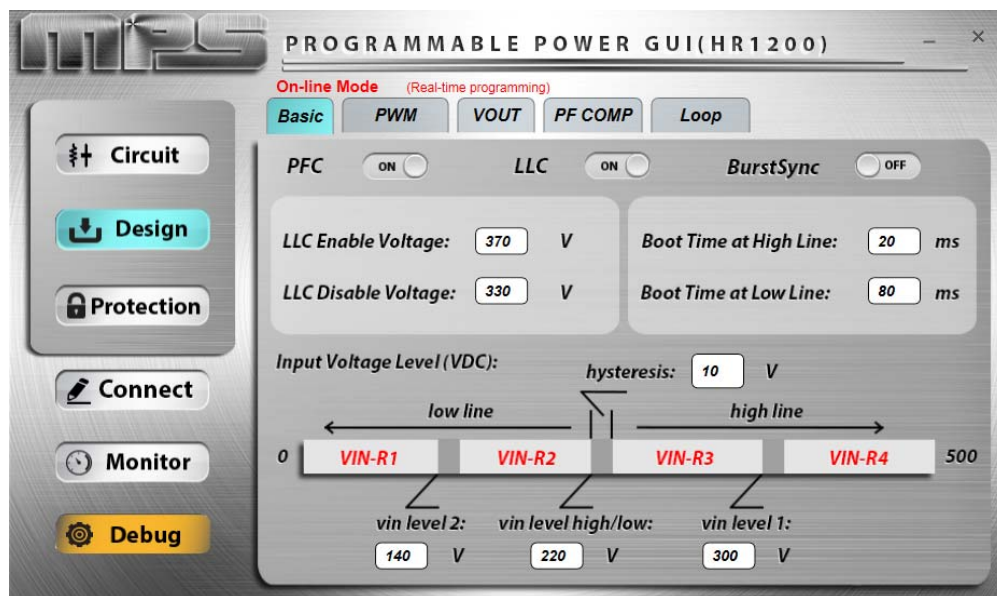 mps
PROGRAMMABLE POWER GUI(HR1200)
On-line Mode (Real-time programming)
Basic PWM VOUT PF COMP Loop
Circuit
Design
Protection
Connect
Monitor
Debug
PFC ON LLC ON BurstSync OFF
LLC Enable Voltage: 370 V
LLC Disable Voltage: 330 V
Boot Time at High Line: 20 ms
Boot Time at Low Line: 80 ms
Input Voltage Level (VDC):
hysteresis: 10 V
low line high line
0 VIN-R1 VIN-R2 VIN-R3 VIN-R4 500
vin level 2: vin level high/low: vin level 1:
140 V 220 V 300 V